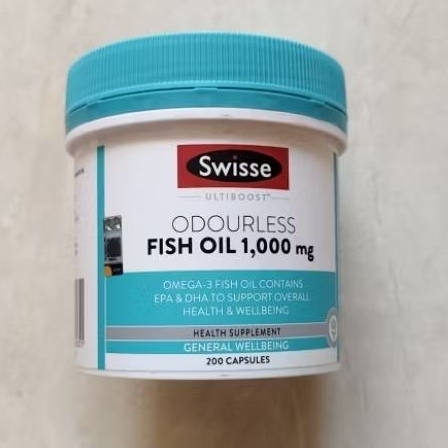 Swisse
ULTIBOOST
ODOURLESS
FISH OIL 1,000 mg
OMEGA-3 FISH OIL CONTAINS
EPA & DHA TO SUPPORT OVERALL
HEALTH & WELLBEING
HEALTH SUPPLEMENT
GENERAL WELLBEING
200 CAPSULES